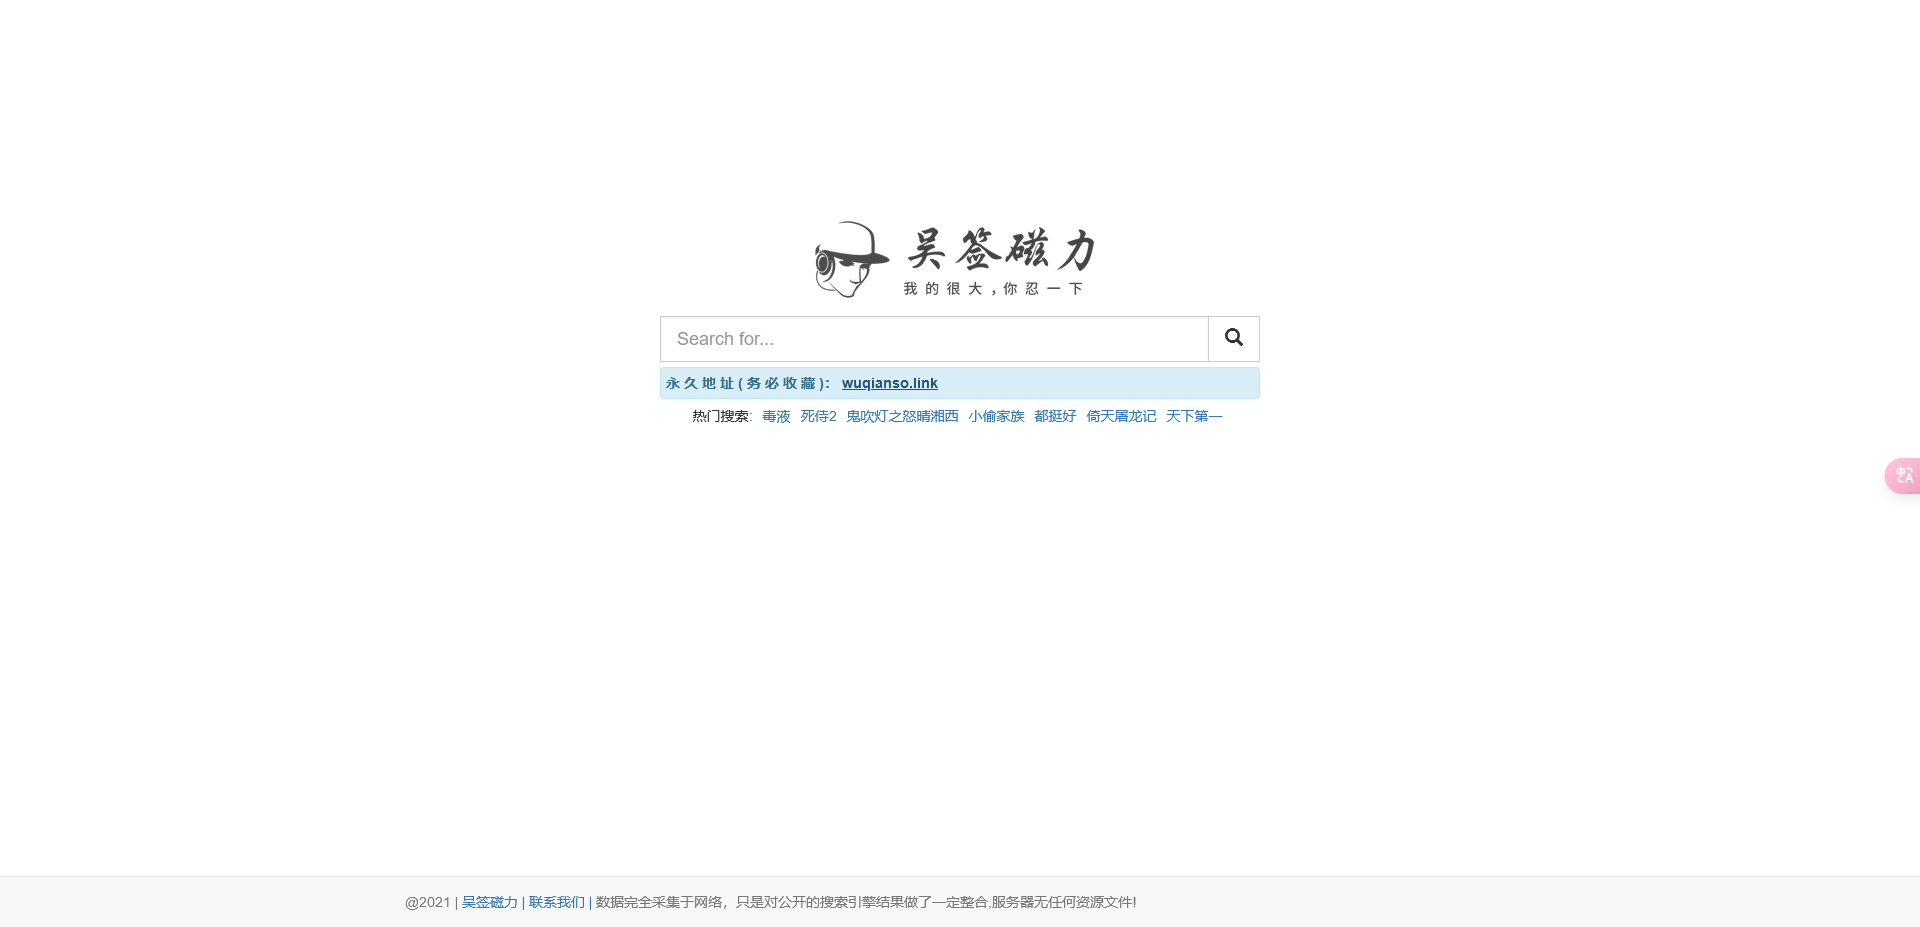 吴签磁力
我的很大,你忍一下
Search for...
永久地址(务必收藏): wuqianso.link
热门搜索: 毒液 死侍2 鬼吹灯之怒晴湘西 小偷家族 都挺好 倚天屠龙记 天下第一
中A
@2021 | 吴签磁力 | 联系我们 | 数据完全采集于网络，只是对公开的搜索引擎结果做了一定整合,服务器无任何资源文件!